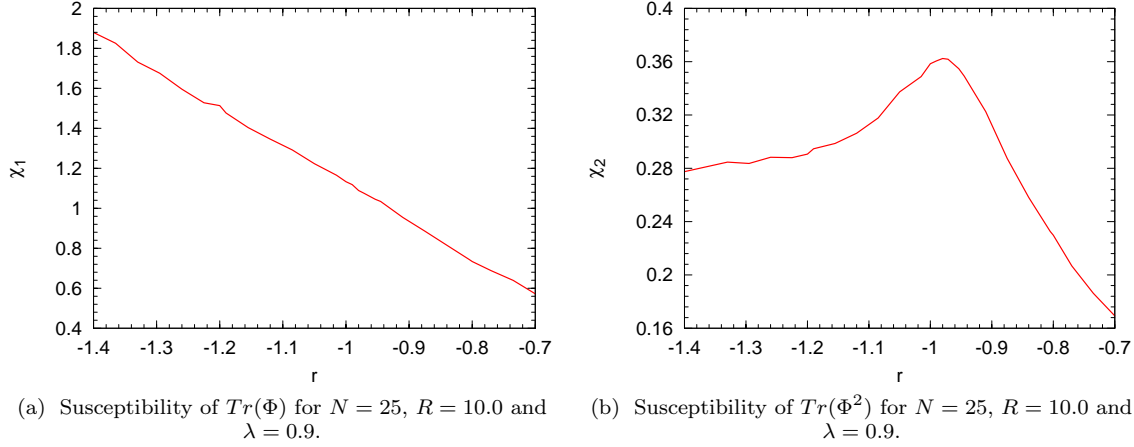 2
1.8
1.6
1.4
1.2
1
0.8
0.6
0.4
-1.4 -1.3 -1.2 -1.1 -1 -0.9 -0.8 -0.7
χ1
r
(a) Susceptibility of Tr(Φ) for N = 25, R = 10.0 and
λ = 0.9.
0.4
0.36
0.32
0.28
0.24
0.2
0.16
-1.4 -1.3 -1.2 -1.1 -1 -0.9 -0.8 -0.7
χ2
r
(b) Susceptibility of Tr(Φ²) for N = 25, R = 10.0 and
λ = 0.9.